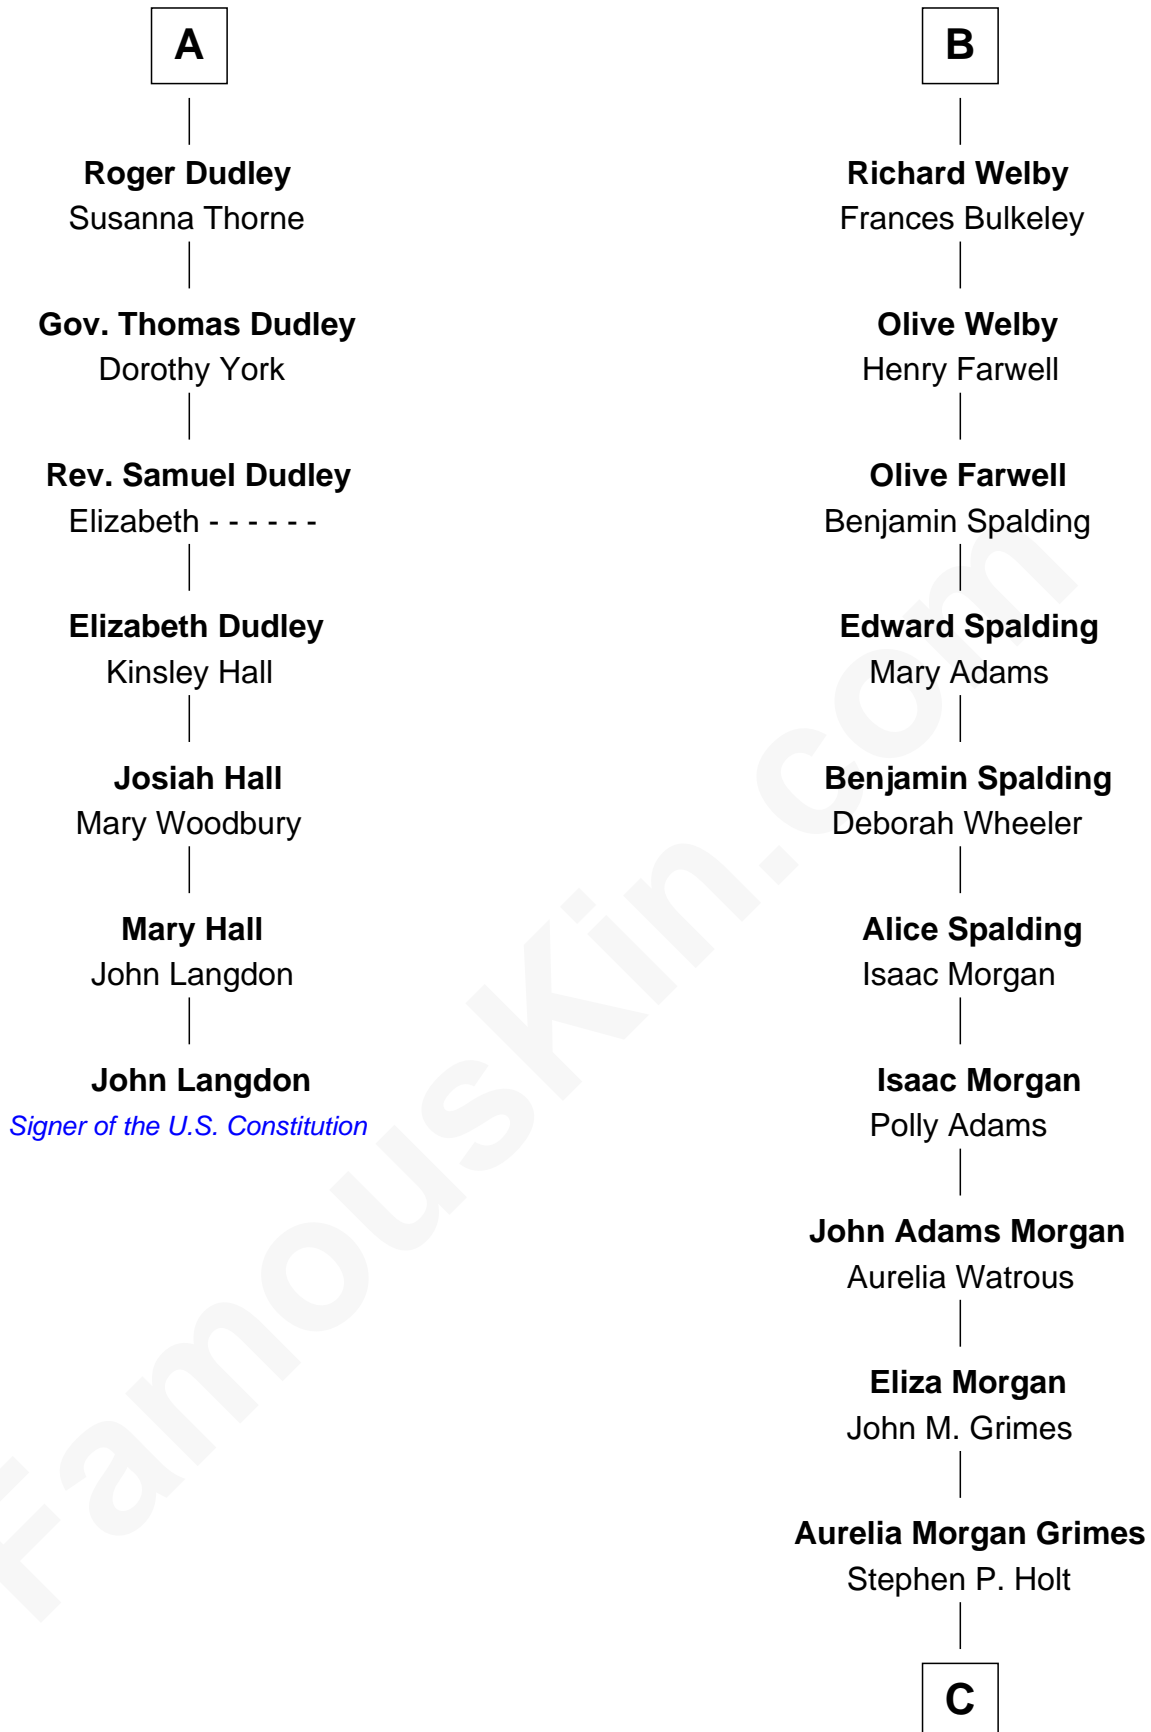 A
Roger Dudley
Susanna Thorne
Gov. Thomas Dudley
Dorothy York
Rev. Samuel Dudley
Elizabeth - - - - - -
Elizabeth Dudley
Kinsley Hall
Josiah Hall
Mary Woodbury
Mary Hall
John Langdon
John Langdon
Signer of the U.S. Constitution
B
Richard Welby
Frances Bulkeley
Olive Welby
Henry Farwell
Olive Farwell
Benjamin Spalding
Edward Spalding
Mary Adams
Benjamin Spalding
Deborah Wheeler
Alice Spalding
Isaac Morgan
Isaac Morgan
Polly Adams
John Adams Morgan
Aurelia Watrous
Eliza Morgan
John M. Grimes
Aurelia Morgan Grimes
Stephen P. Holt
C
FamousKin.com